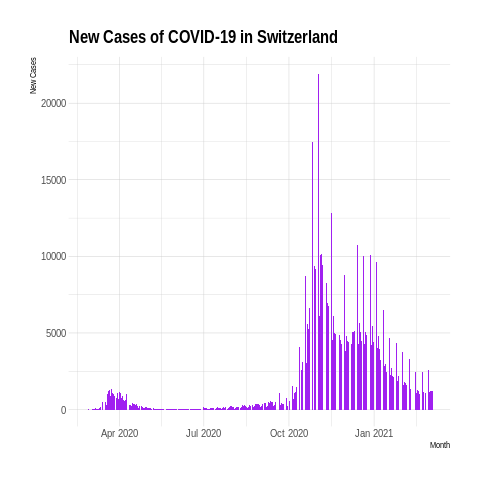 New Cases of COVID-19 in Switzerland
New Cases
20000
15000
10000
5000
0
Apr 2020 Jul 2020 Oct 2020 Jan 2021
Month